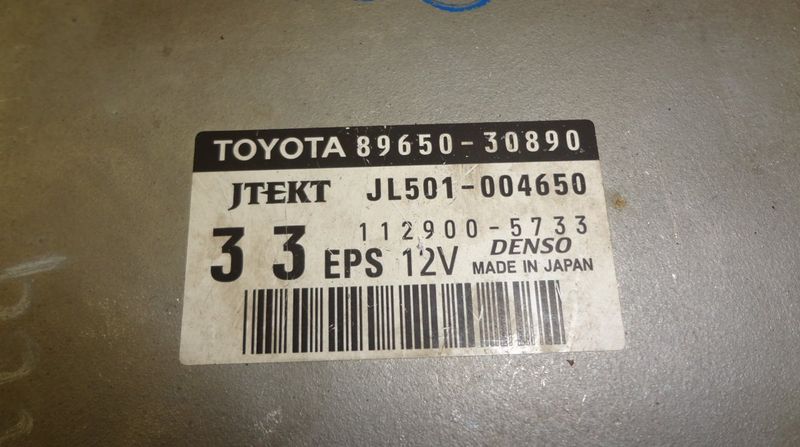 TOYOTA 89650-30890
JTEKT JL501-004650
112900-5733
33 EPS 12V DENSO
MADE IN JAPAN